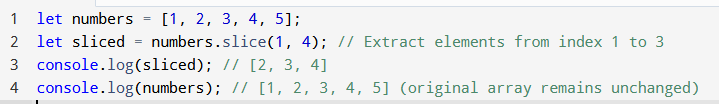 1 let numbers = [1, 2, 3, 4, 5];
2 let sliced = numbers.slice(1, 4); // Extract elements from index 1 to 3
3 console.log(sliced); // [2, 3, 4]
4 console.log(numbers); // [1, 2, 3, 4, 5] (original array remains unchanged)